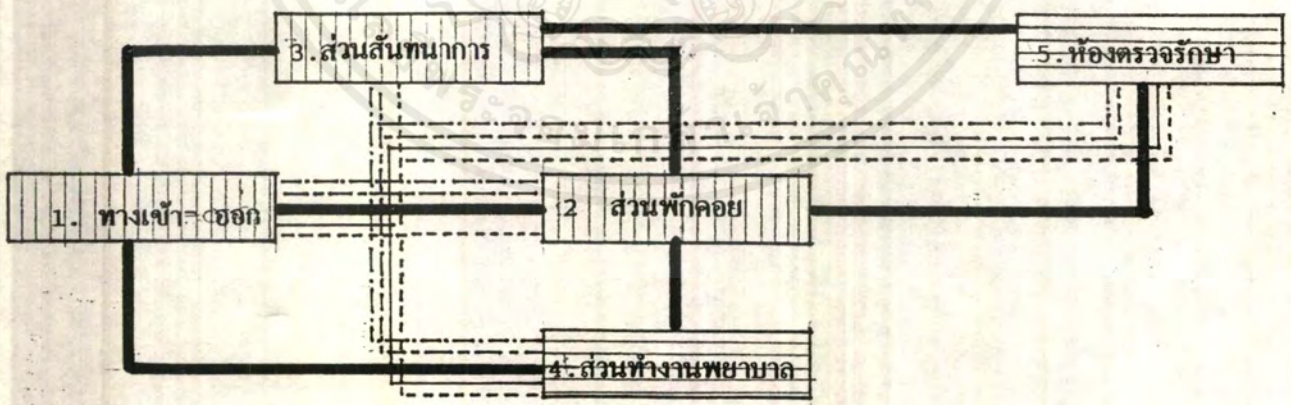 3.ส่วนสันทนาการ
5.ห้องตรวจรักษา
1. ทางเข้า-ออก
2 ส่วนพักคอย
4.ส่วนทำงานพยาบาล